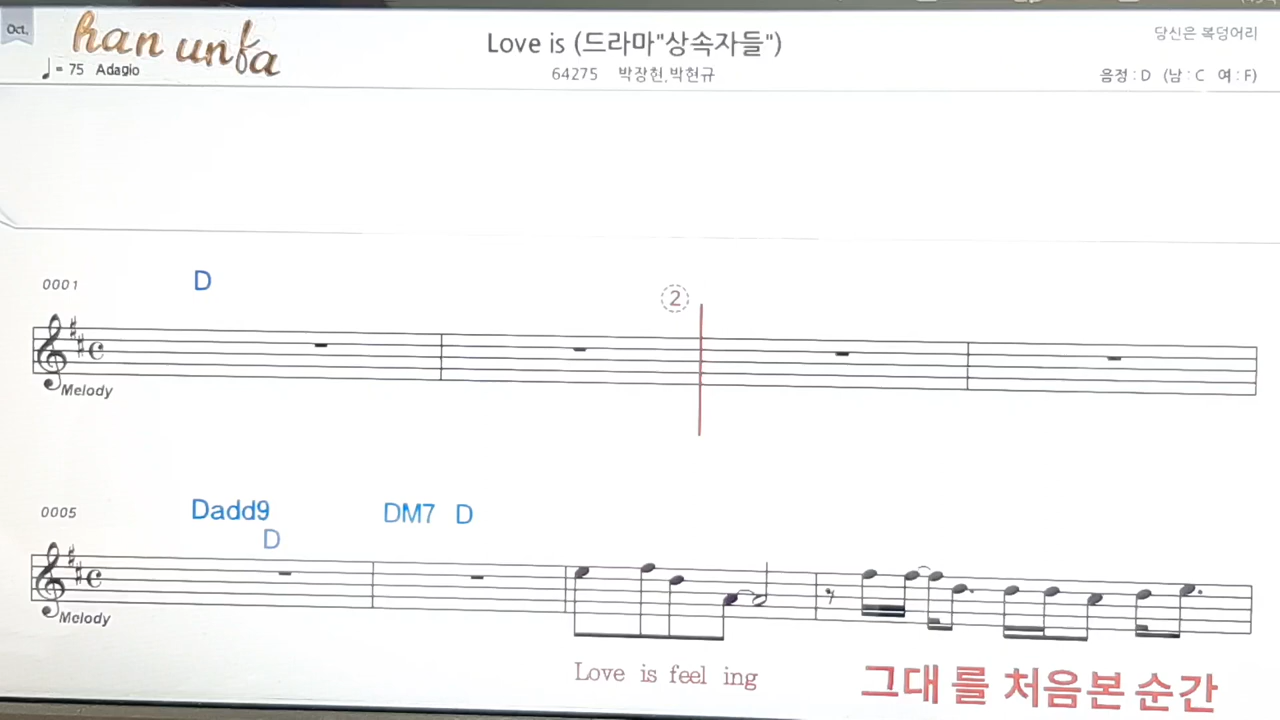 Oct.
han unfa
♩= 75 Adagio
Love is (드라마"상속자들")
64275 박장현,박현규
당신은 복덩어리
음정 : D (남 : C 여 : F)
0001
D
2
Melody
0005
Dadd9
D
DM7 D
Melody
Love is feel ing
그대 를 처음본 순간